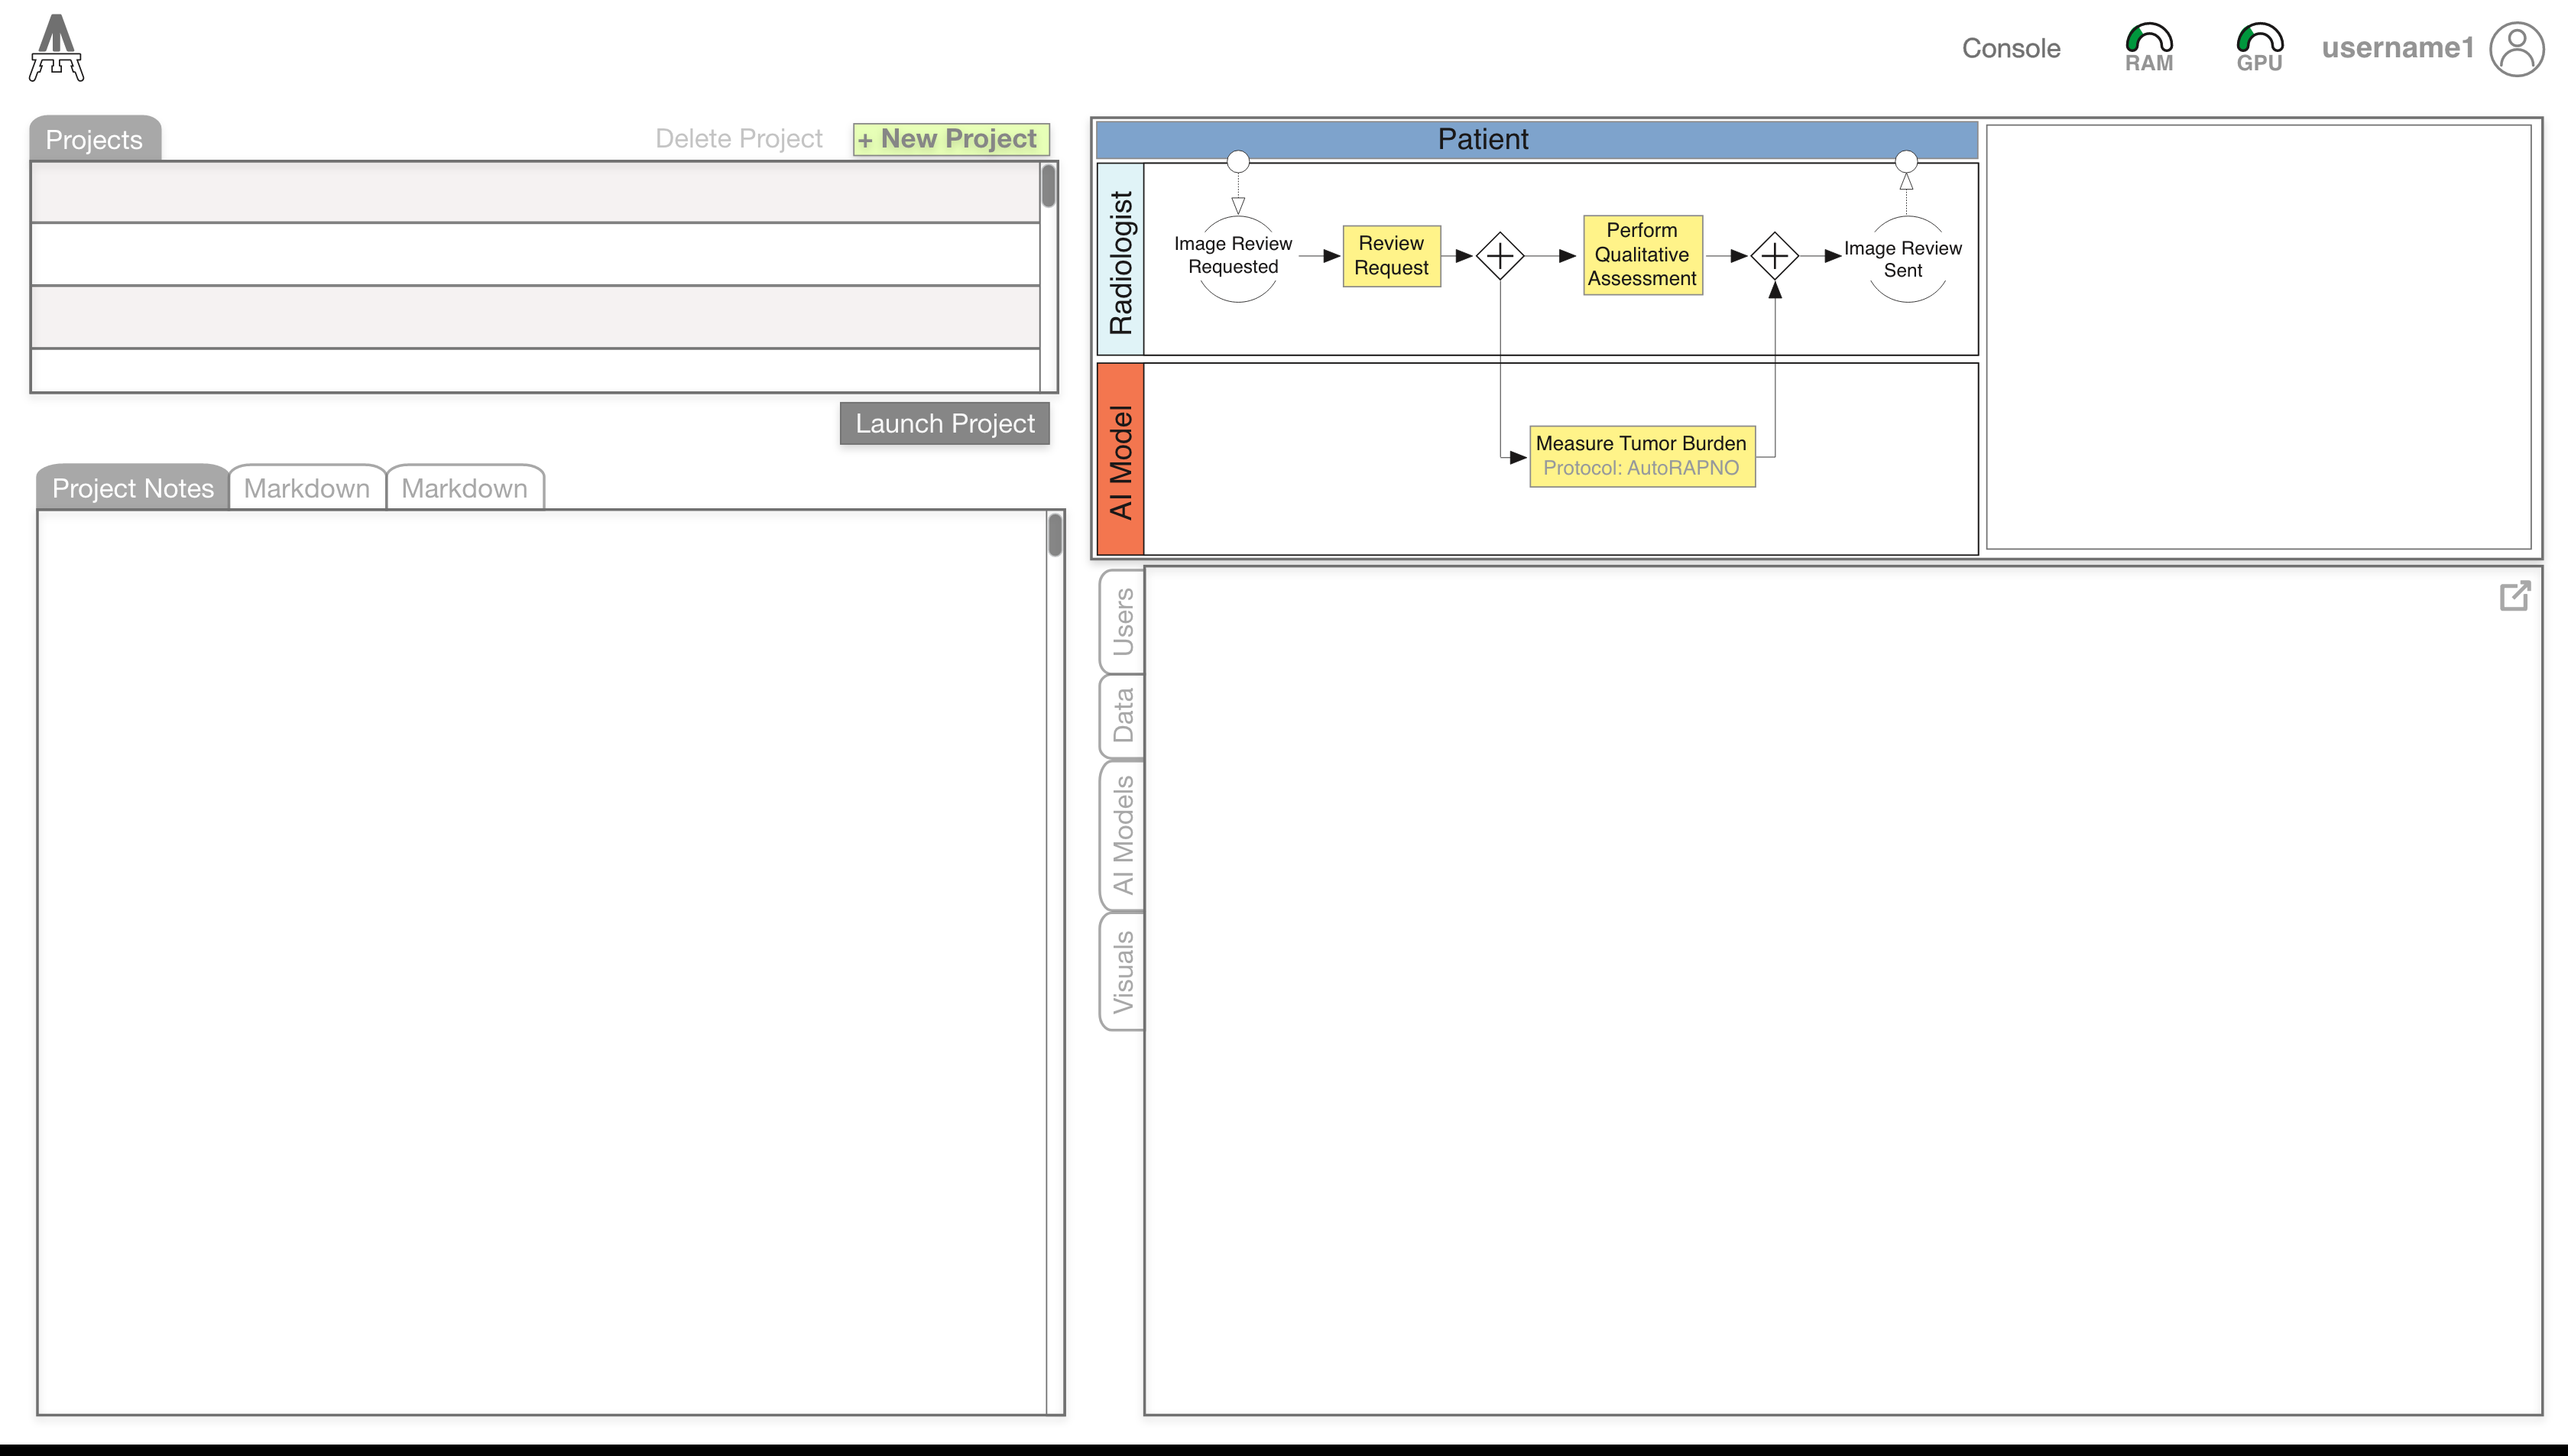 Console
RAM
GPU
username1
Projects
Delete Project
+ New Project
Launch Project
Project Notes
Markdown
Markdown
Patient
Radiologist
Image Review
Requested
Review
Request
Perform
Qualitative
Assessment
Image Review
Sent
AI Model
Measure Tumor Burden
Protocol: AutoRAPNO
Users
Data
AI Models
Visuals